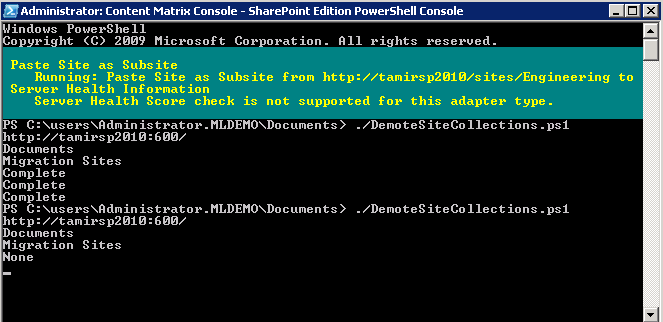 Administrator: Content Matrix Console - SharePoint Edition PowerShell Console
Windows PowerShell
Copyright (C) 2009 Microsoft Corporation. All rights reserved.
Paste Site as Subsite
Running: Paste Site as Subsite from http://tamirsp2010/sites/Engineering to
Server Health Information
Server Health Score check is not supported for this adapter type.
PS C:\users\Administrator.MLDEMO\Documents> ./DemoteSiteCollections.ps1
http://tamirsp2010:600/
Documents
Migration Sites
Complete
Complete
Complete
PS C:\users\Administrator.MLDEMO\Documents> ./DemoteSiteCollections.ps1
http://tamirsp2010:600/
Documents
Migration Sites
None